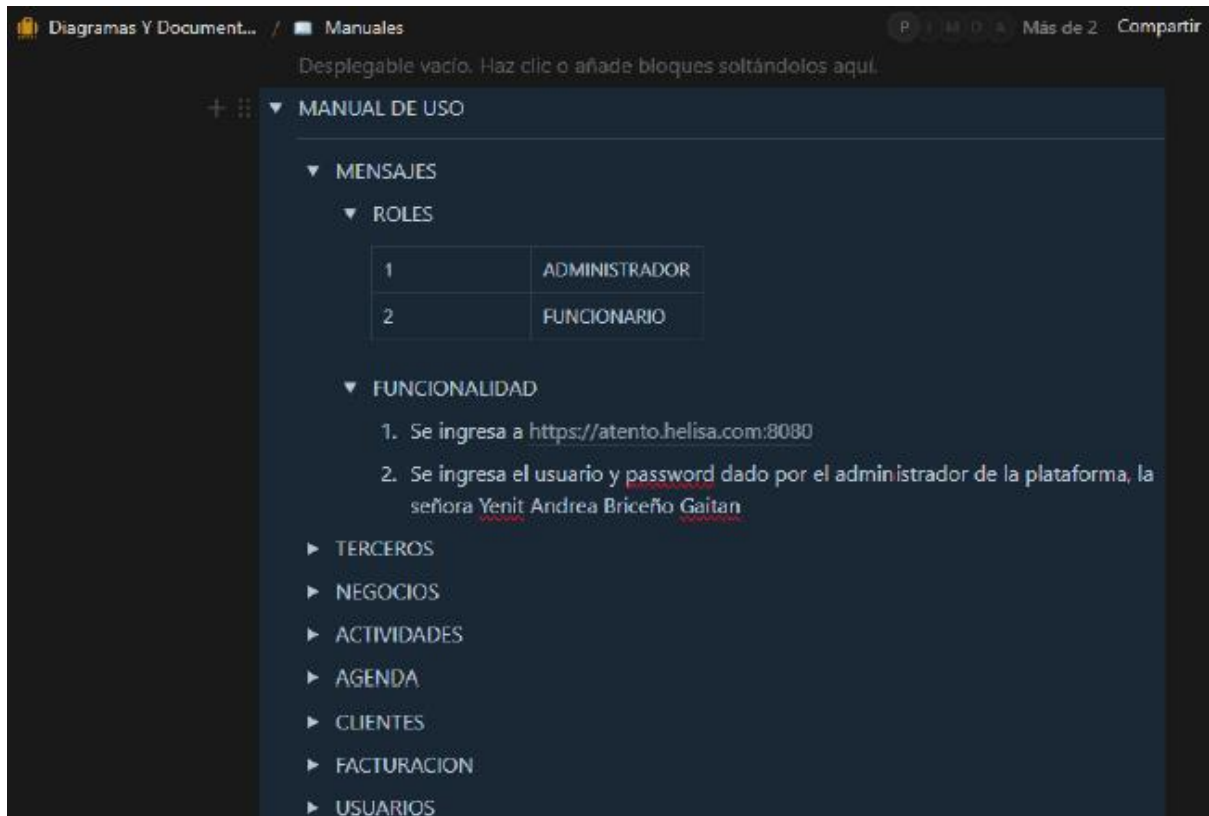 Diagramas Y Document... / Manuales
P I M D A Más de 2 Compartir
Desplegable vacío. Haz clic o añade bloques soltándolos aquí.
MANUAL DE USO
MENSAJES
ROLES
1 ADMINISTRADOR
2 FUNCIONARIO
FUNCIONALIDAD
1. Se ingresa a https://atento.helisa.com:8080
2. Se ingresa el usuario y password dado por el administrador de la plataforma, la
señora Yenit Andrea Briceño Gaitan
TERCEROS
NEGOCIOS
ACTIVIDADES
AGENDA
CLIENTES
FACTURACION
USUARIOS